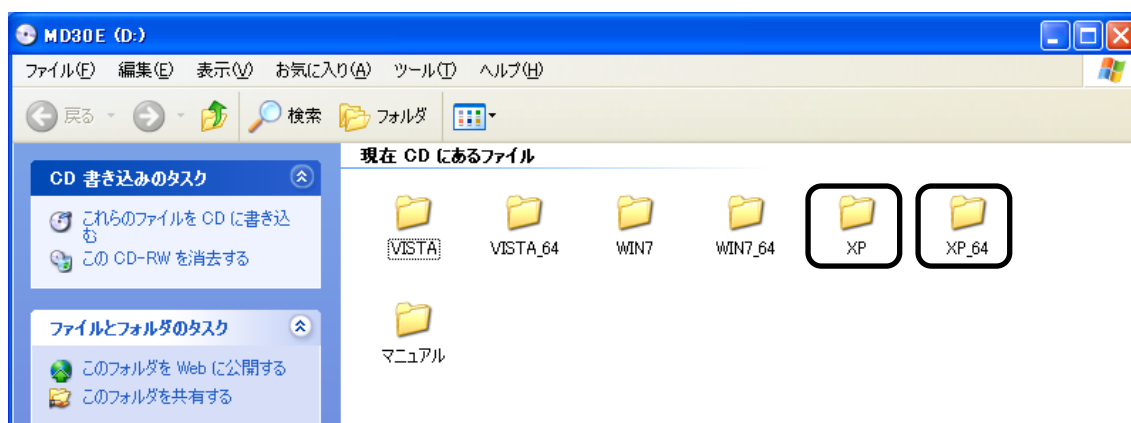 MD30E (D:)
ファイル(F) 編集(E) 表示(V) お気に入り(A) ツール(T) ヘルプ(H)
戻る 検索 フォルダ
CD 書き込みのタスク
これらのファイルを CD に書き込
む
この CD-RW を消去する
ファイルとフォルダのタスク
このフォルダを Web に公開する
このフォルダを共有する
現在 CD にあるファイル
VISTA VISTA_64 WIN7 WIN7_64 XP XP_64
マニュアル